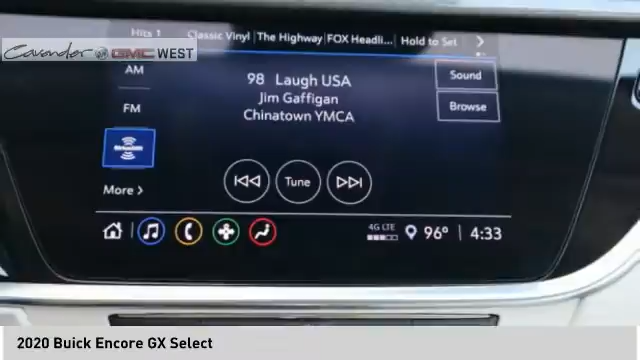 Hits 1 Classic Vinyl The Highway FOX Headli... Hold to Set
Cavender GMC WEST
AM
98 Laugh USA
Sound
Jim Gaffigan
FM
Browse
Chinatown YMCA
SiriusXM
More
Tune
4G LTE
96° 4:33
2020 Buick Encore GX Select